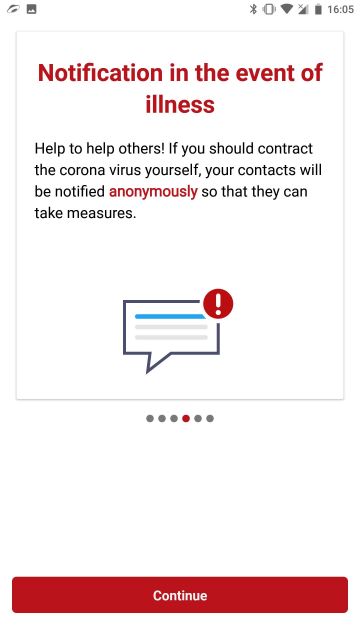 16:05
Notification in the event of
illness
Help to help others! If you should contract
the corona virus yourself, your contacts will
be notified anonymously so that they can
take measures.
Continue